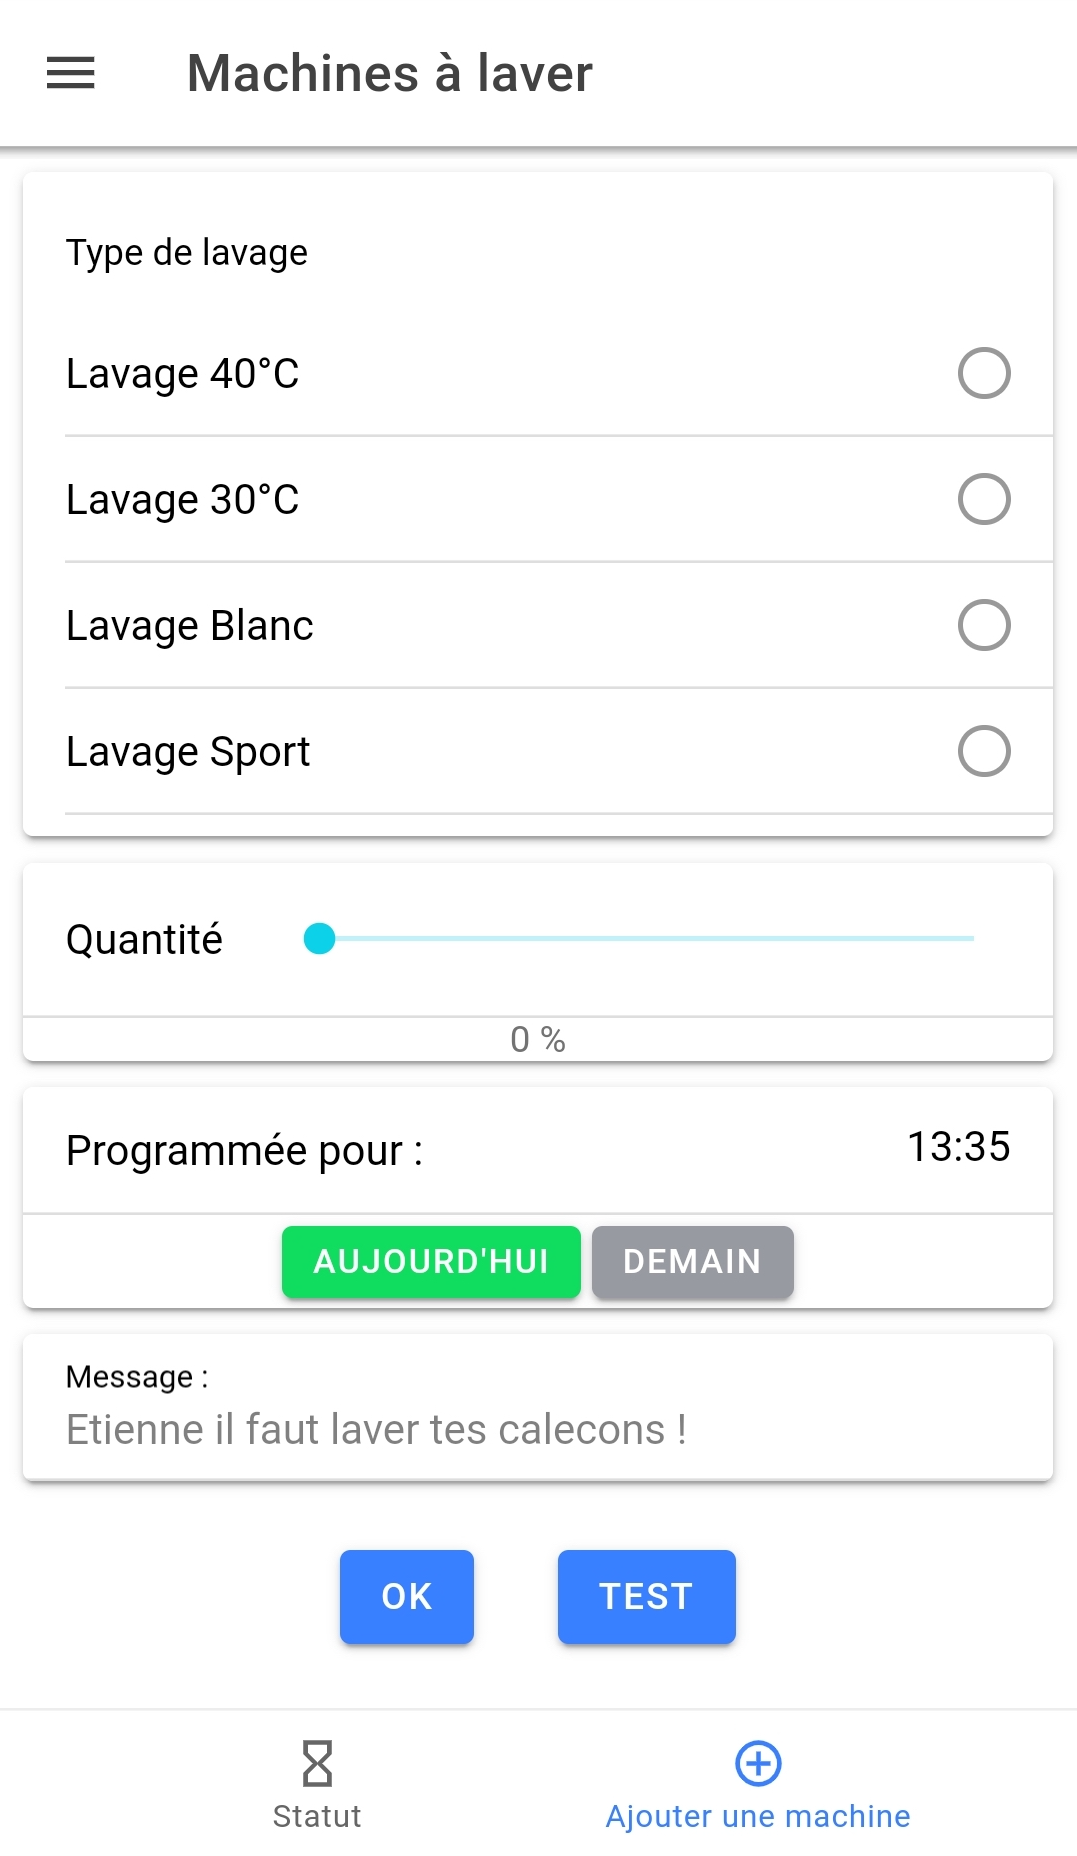 Machines à laver
Type de lavage
Lavage 40°C
Lavage 30°C
Lavage Blanc
Lavage Sport
Quantité
0 %
Programmée pour :
13:35
AUJOURD'HUI
DEMAIN
Message :
Etienne il faut laver tes calecons !
OK
TEST
Statut
Ajouter une machine